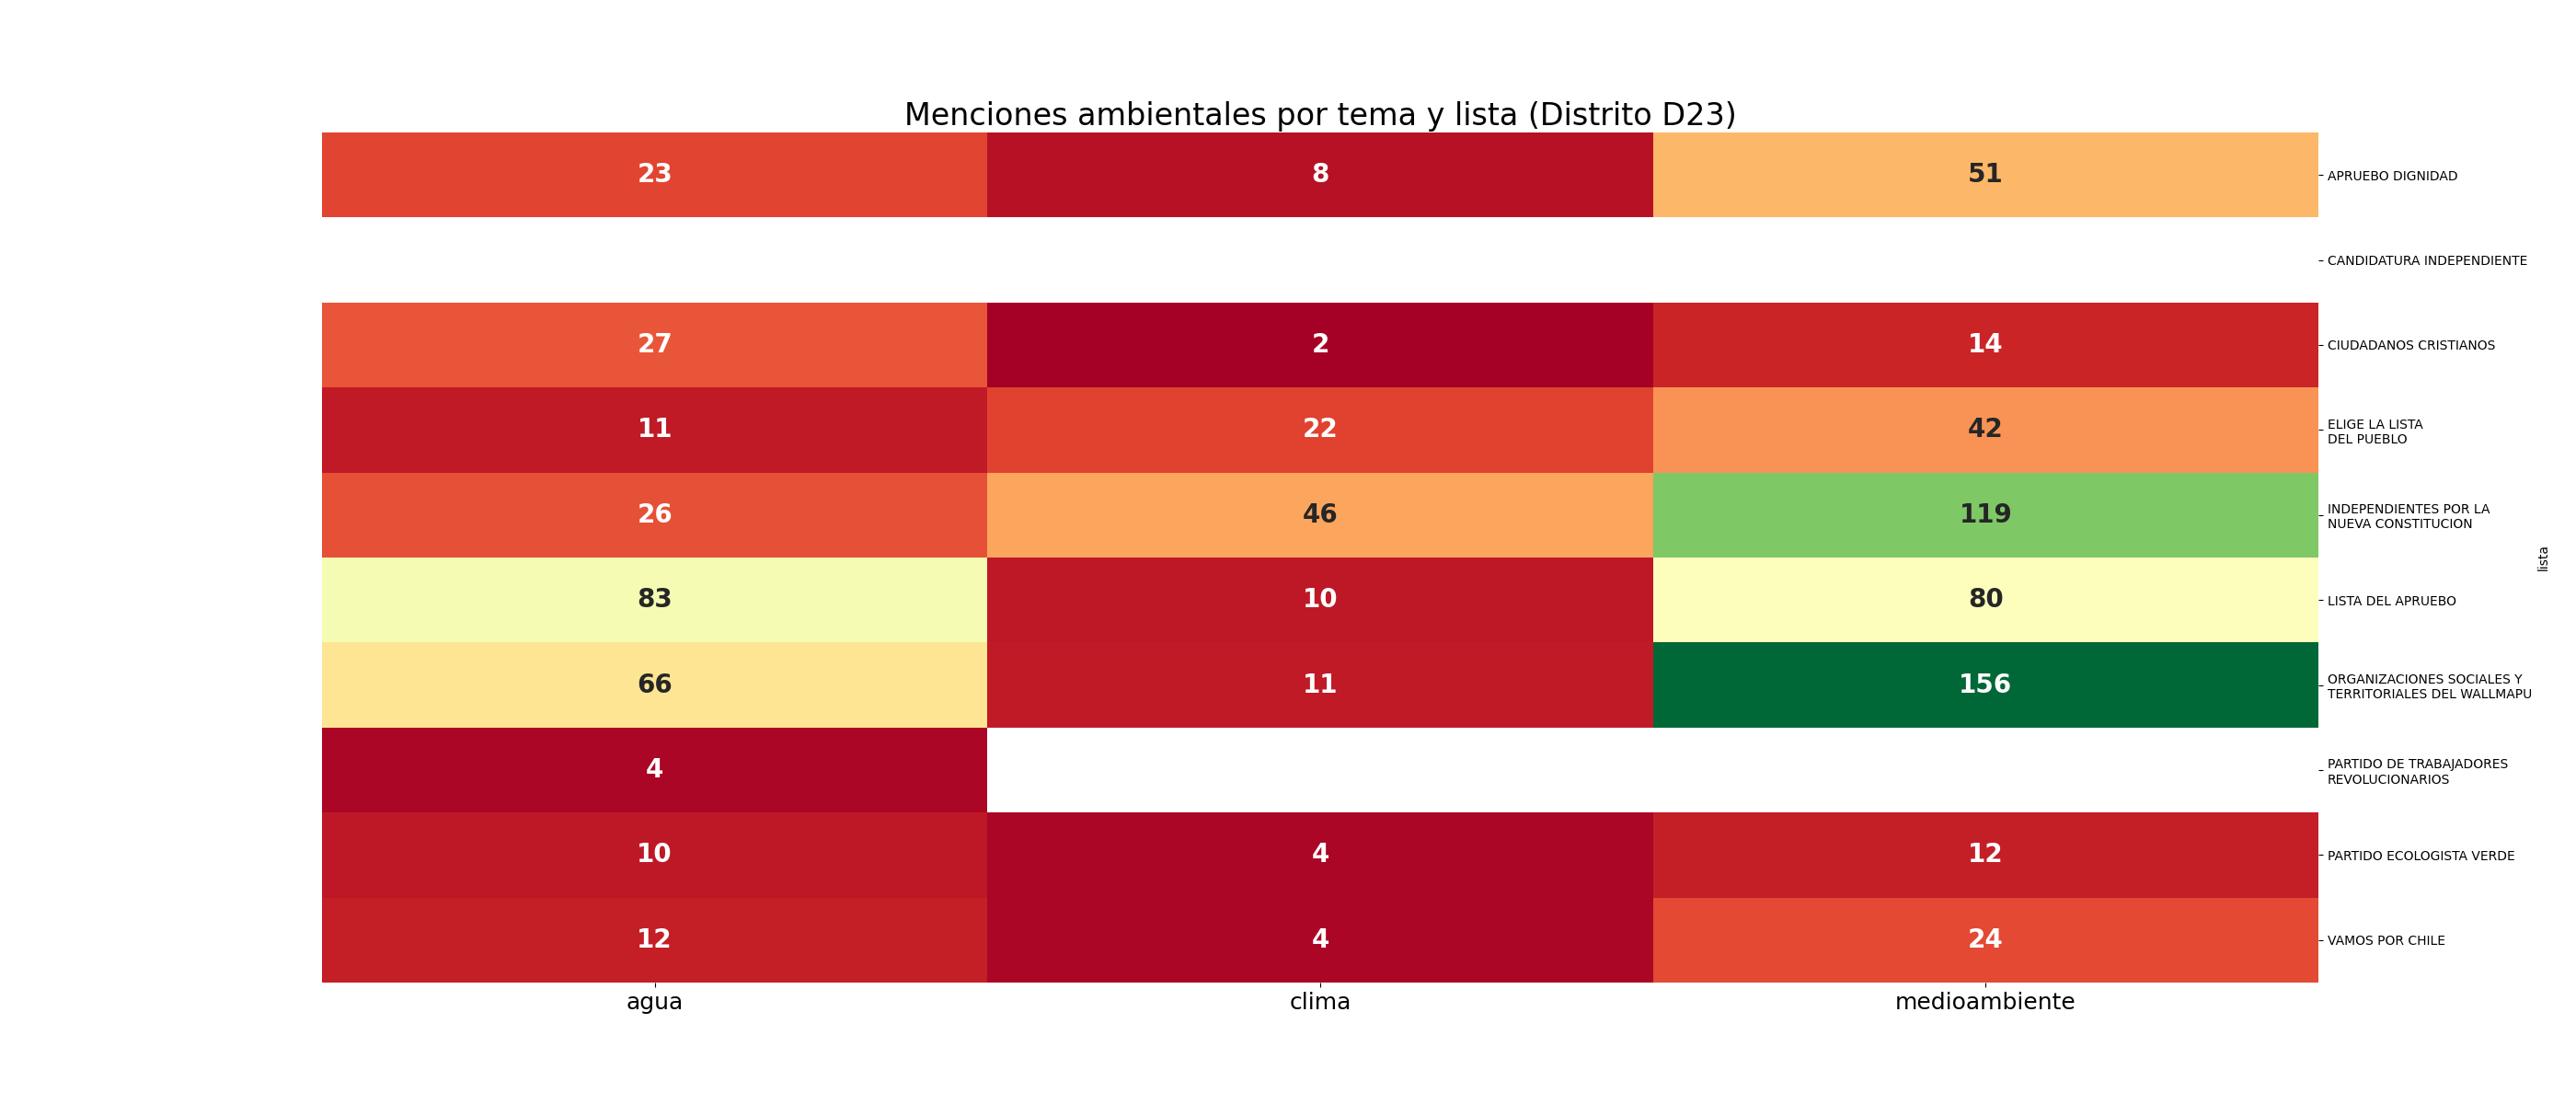 Menciones ambientales por tema y lista (Distrito D23)
23 8 51 APRUEBO DIGNIDAD
CANDIDATURA INDEPENDIENTE
27 2 14 CIUDADANOS CRISTIANOS
11 22 42 ELIGE LA LISTA
DEL PUEBLO
26 46 119 INDEPENDIENTES POR LA
NUEVA CONSTITUCION
lista
83 10 80 LISTA DEL APRUEBO
66 11 156 ORGANIZACIONES SOCIALES Y
TERRITORIALES DEL WALLMAPU
4 PARTIDO DE TRABAJADORES
REVOLUCIONARIOS
10 4 12 PARTIDO ECOLOGISTA VERDE
12 4 24 VAMOS POR CHILE
agua clima medioambiente